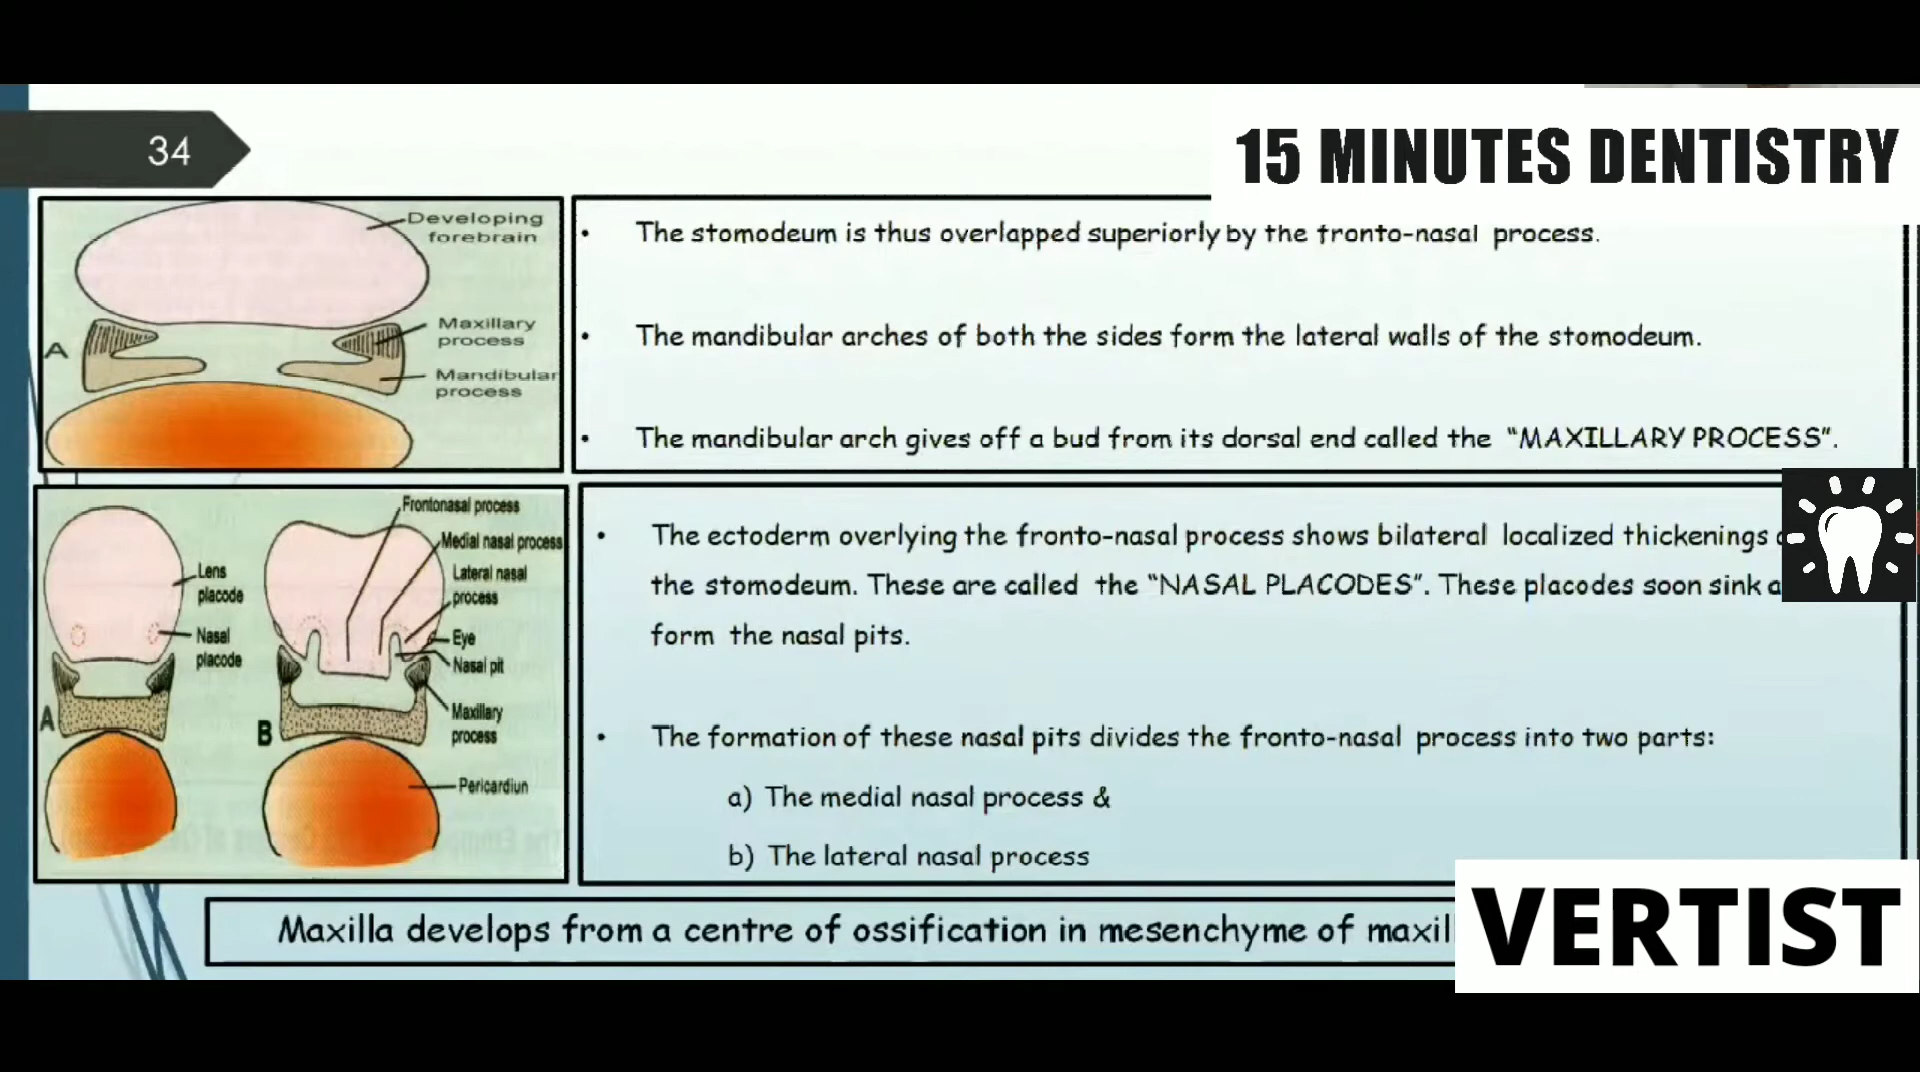 34
15 MINUTES DENTISTRY
Developing
forebrain
Maxillary
process
Mandibular
process
A
• The stomodeum is thus overlapped superiorly by the fronto-nasal process.
• The mandibular arches of both the sides form the lateral walls of the stomodeum.
• The mandibular arch gives off a bud from its dorsal end called the “MAXILLARY PROCESS”.
Frontonasal process
Medial nasal process
Lateral nasal
process
Lens
placode
Nasal
placode
Eye
Nasal pit
Maxillary
process
Pericardiun
A
B
• The ectoderm overlying the fronto-nasal process shows bilateral localized thickenings
the stomodeum. These are called the “NASAL PLACODES”. These placodes soon sink
form the nasal pits.
• The formation of these nasal pits divides the fronto-nasal process into two parts:
a) The medial nasal process &
b) The lateral nasal process
Maxilla develops from a centre of ossification in mesenchyme of maxil
VERTIST